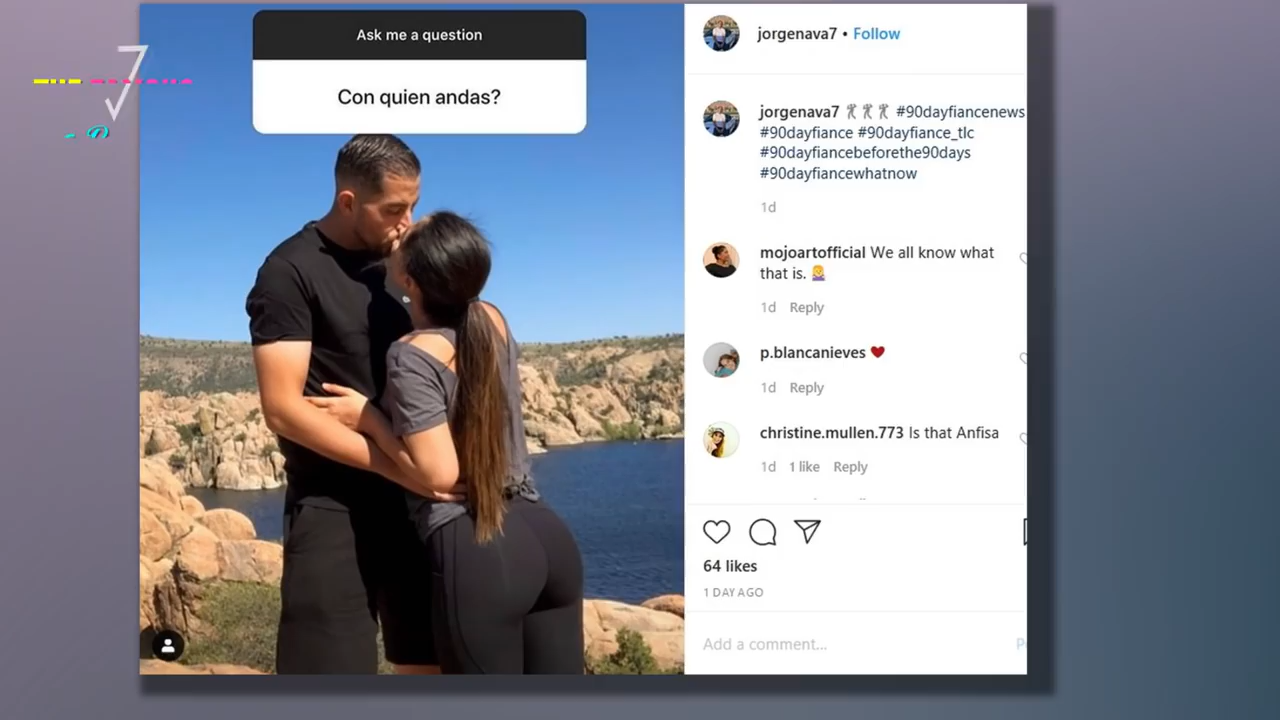 Ask me a question
Con quien andas?
jorgenava7 • Follow
jorgenava7 🕺🕺🕺 #90dayfiancenews
#90dayfiance #90dayfiance_tlc
#90dayfiancebeforethe90days
#90dayfiancewhatnow
1d
mojoartofficial We all know what
that is. 🤷‍♀️
1d Reply
p.blancanieves ❤️
1d Reply
christine.mullen.773 Is that Anfisa
1d 1 like Reply
64 likes
1 DAY AGO
Add a comment...